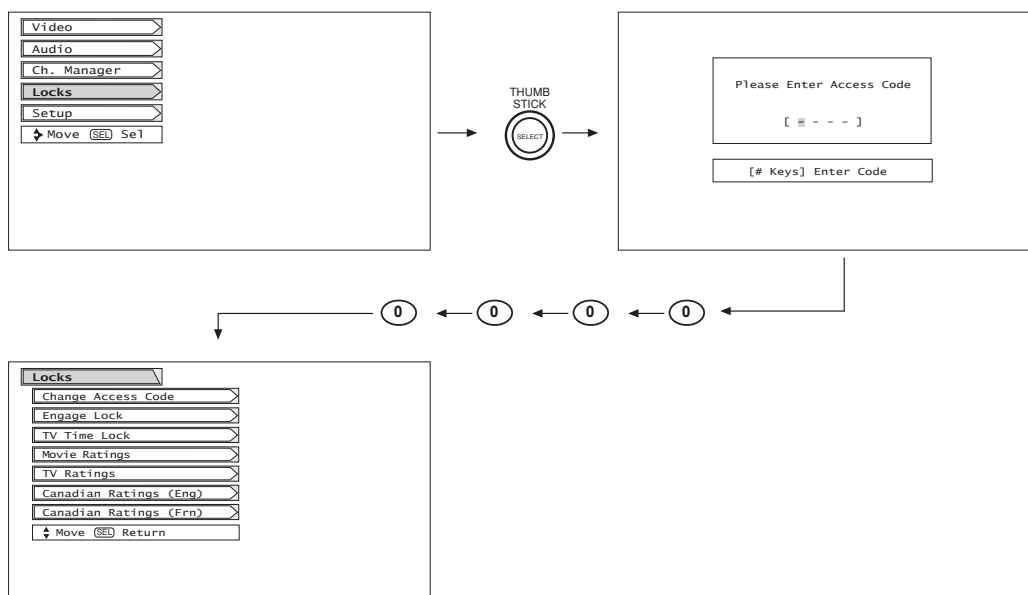 Video
Audio
Ch. Manager
Locks
Setup
Move SEL Sel
THUMB
STICK
SELECT
Please Enter Access Code
[ - - - - ]
[# Keys] Enter Code
0 0 0 0
Locks
Change Access Code
Engage Lock
TV Time Lock
Movie Ratings
TV Ratings
Canadian Ratings (Eng)
Canadian Ratings (Frn)
Move SEL Return